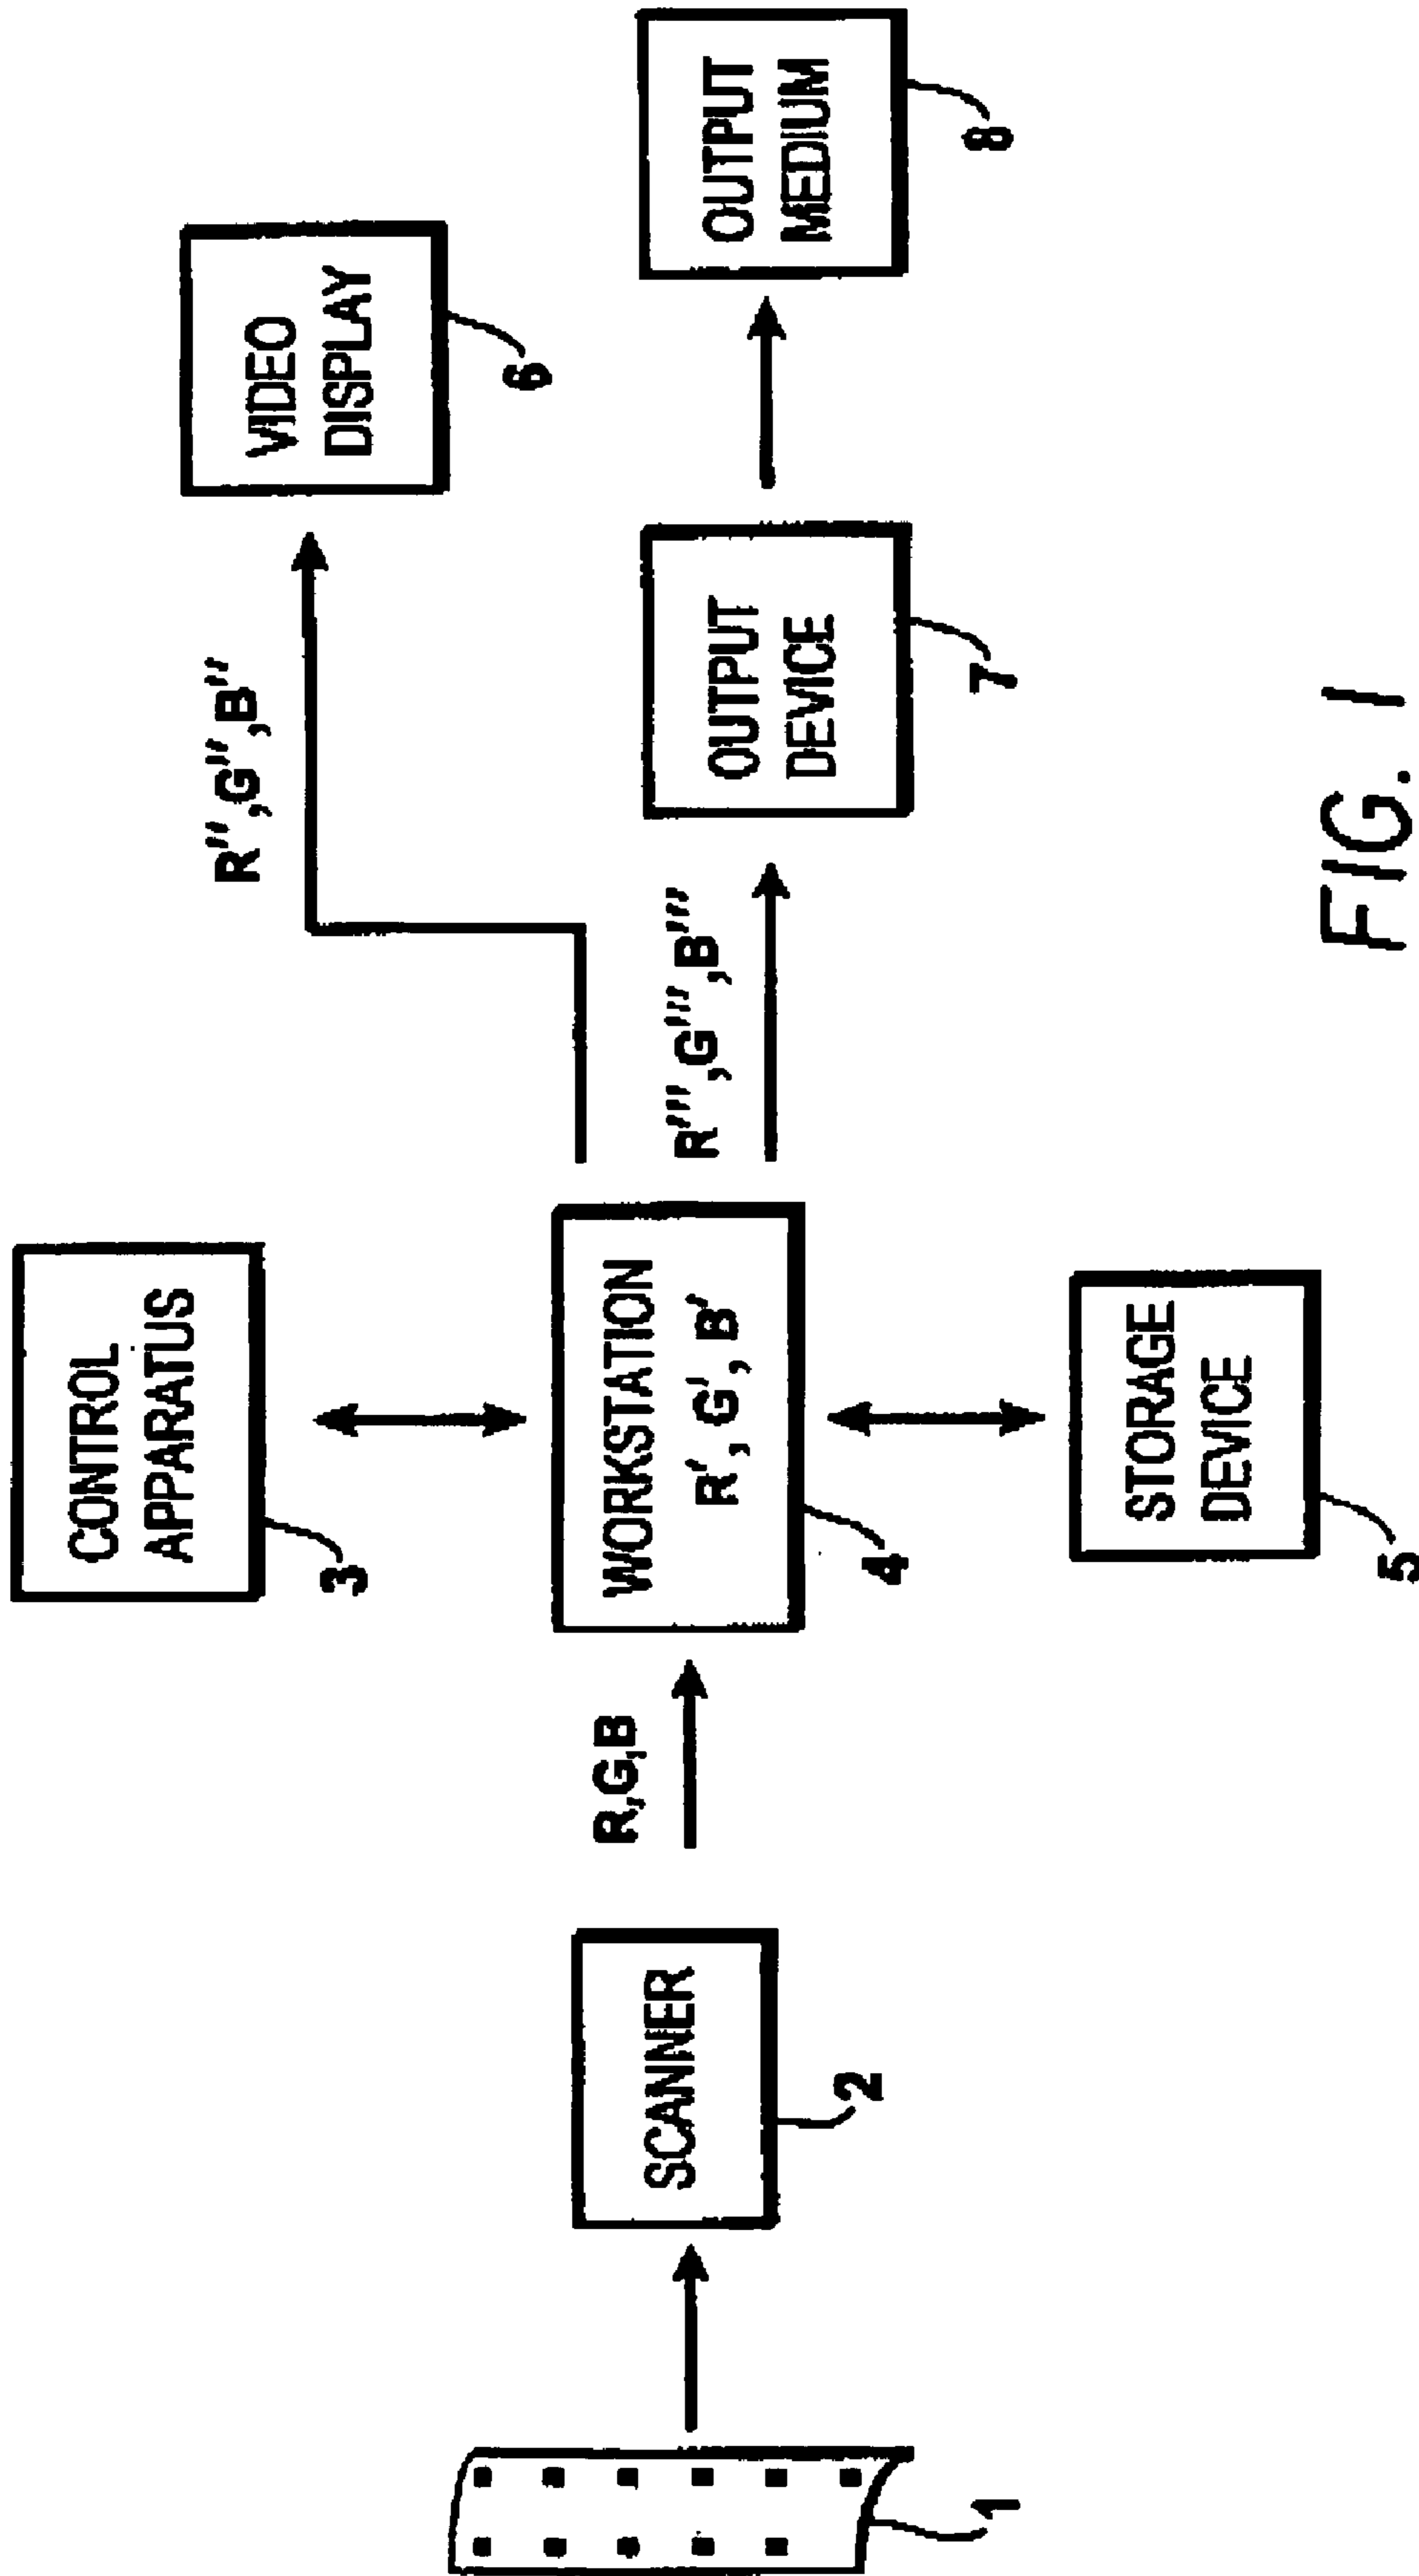 CONTROL
APPARATUS
3
VIDEO
DISPLAY
6
R'',G'',B''
1
SCANNER
2
R,G,B
WORKSTATION
R', G', B'
4
R''',G''',B'''
OUTPUT
DEVICE
7
OUTPUT
MEDIUM
8
STORAGE
DEVICE
5
FIG. 1